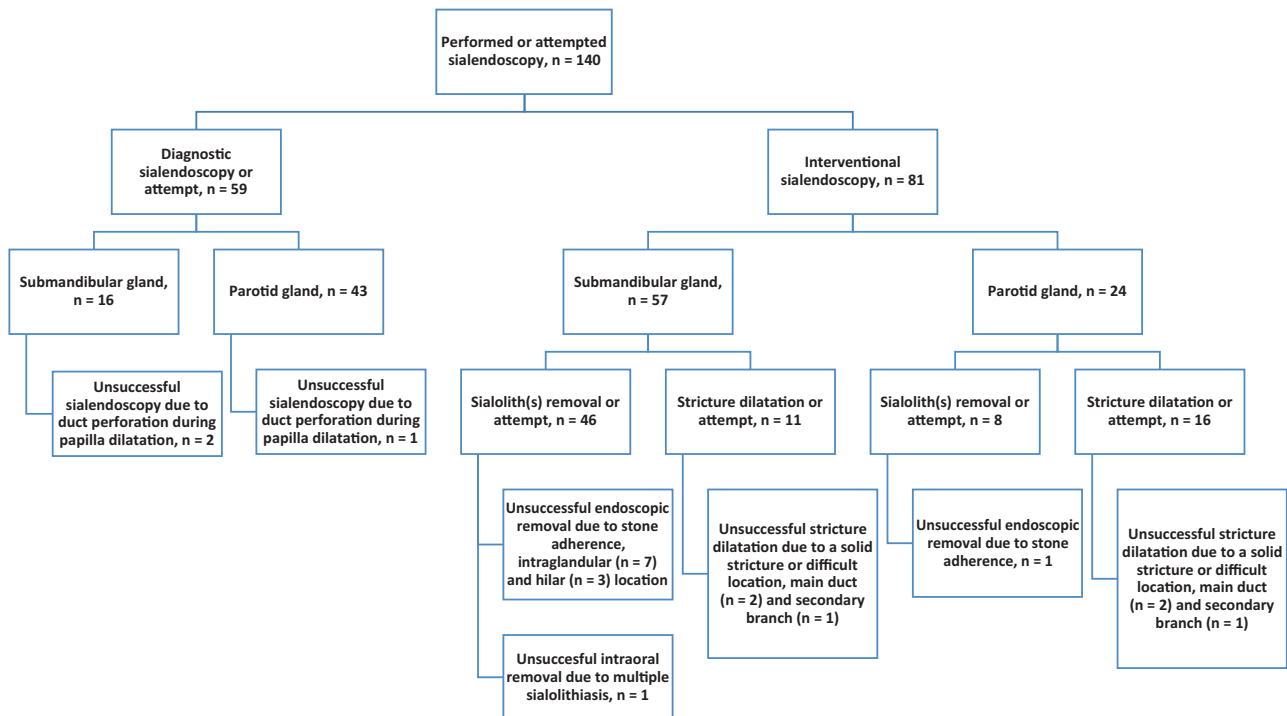 Performed or attempted
sialendoscopy, n = 140
Diagnostic
sialendoscopy or
attempt, n = 59
Interventional
sialendoscopy, n = 81
Submandibular gland,
n = 16
Parotid gland, n = 43
Submandibular gland,
n = 57
Parotid gland, n = 24
Unsuccessful
sialendoscopy due to
duct perforation during
papilla dilatation, n = 2
Unsuccessful
sialendoscopy due to
duct perforation during
papilla dilatation, n = 1
Sialolith(s) removal or
attempt, n = 46
Stricture dilatation or
attempt, n = 11
Sialolith(s) removal or
attempt, n = 8
Stricture dilatation or
attempt, n = 16
Unsuccessful endoscopic
removal due to stone
adherence,
intraglandular (n = 7)
and hilar (n = 3) location
Unsuccessful stricture
dilatation due to a solid
stricture or difficult
location, main duct
(n = 2) and secondary
branch (n = 1)
Unsuccessful endoscopic
removal due to stone
adherence, n = 1
Unsuccessful stricture
dilatation due to a solid
stricture or difficult
location, main duct
(n = 2) and secondary
branch (n = 1)
Unsuccesful intraoral
removal due to multiple
sialolithiasis, n = 1